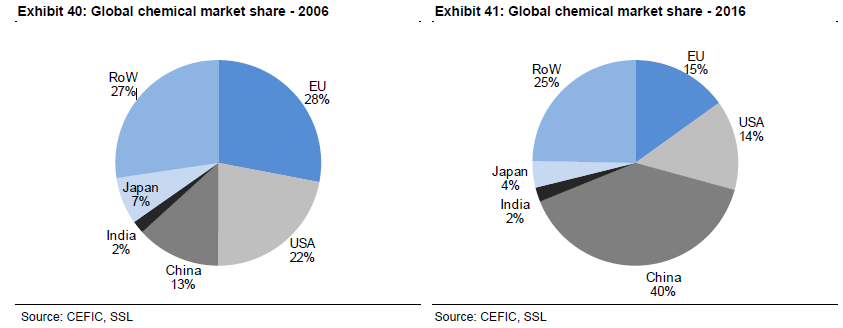 Exhibit 40: Global chemical market share - 2006
RoW
27%
EU
28%
Japan
7%
India
2%
China
13%
USA
22%
Source: CEFIC, SSL
Exhibit 41: Global chemical market share - 2016
RoW
25%
EU
15%
USA
14%
Japan
4%
India
2%
China
40%
Source: CEFIC, SSL